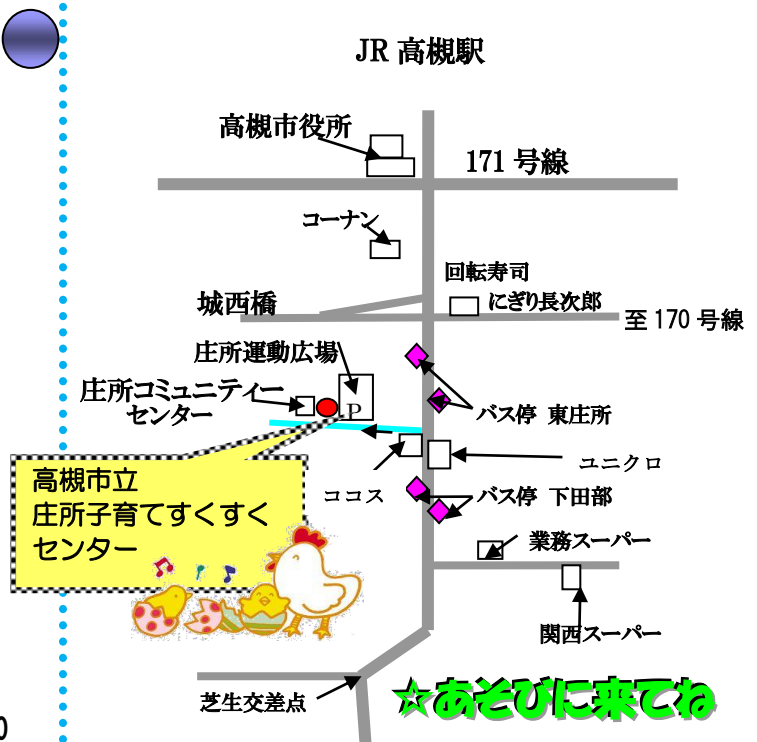 JR 高槻駅
高槻市役所
171 号線
コーナン
回転寿司
にぎり長次郎
城西橋
至 170 号線
庄所運動広場
庄所コミュニティー
センター
P
バス停 東庄所
高槻市立
庄所子育てすくすく
センター
ココス
ユニクロ
バス停 下田部
業務スーパー
関西スーパー
芝生交差点
☆あそびに来てね